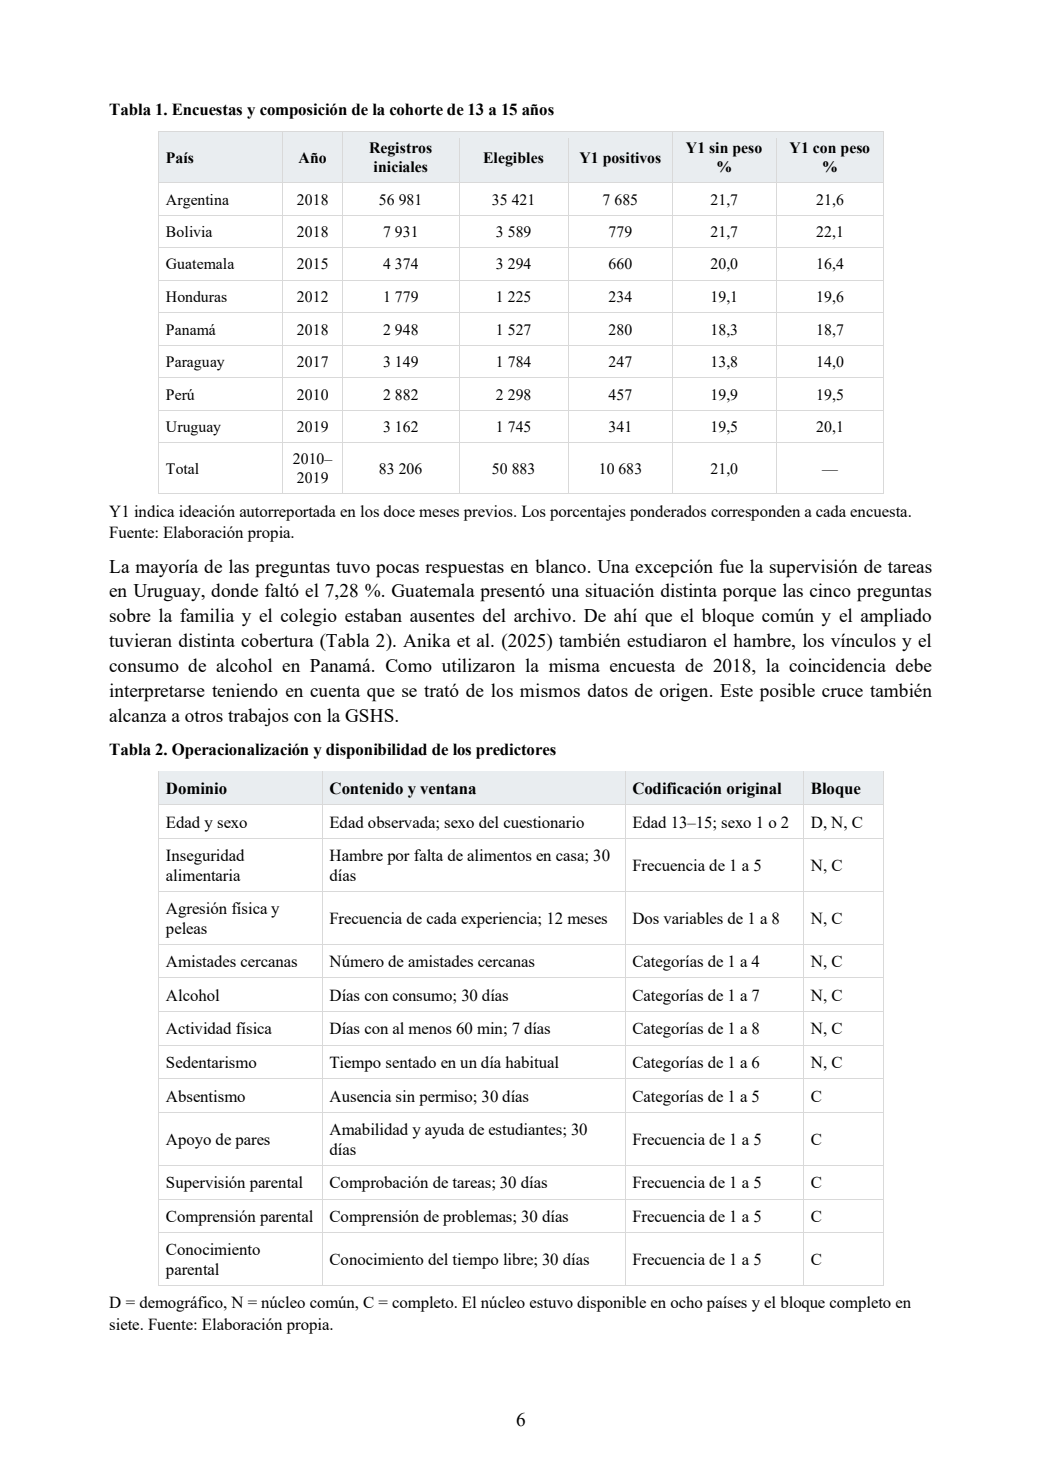 Tabla 1. Encuestas y composición de la cohorte de 13 a 15 años
País Año Registros iniciales Elegibles Y1 positivos Y1 sin peso % Y1 con peso %
Argentina 2018 56 981 35 421 7 685 21,7 21,6
Bolivia 2018 7 931 3 589 779 21,7 22,1
Guatemala 2015 4 374 3 294 660 20,0 16,4
Honduras 2012 1 779 1 225 234 19,1 19,6
Panamá 2018 2 948 1 527 280 18,3 18,7
Paraguay 2017 3 149 1 784 247 13,8 14,0
Perú 2010 2 882 2 298 457 19,9 19,5
Uruguay 2019 3 162 1 745 341 19,5 20,1
Total 2010–2019 83 206 50 883 10 683 21,0 —
Y1 indica ideación autorreportada en los doce meses previos. Los porcentajes ponderados corresponden a cada encuesta.
Fuente: Elaboración propia.
La mayoría de las preguntas tuvo pocas respuestas en blanco. Una excepción fue la supervisión de tareas
en Uruguay, donde faltó el 7,28 %. Guatemala presentó una situación distinta porque las cinco preguntas
sobre la familia y el colegio estaban ausentes del archivo. De ahí que el bloque común y el ampliado
tuvieran distinta cobertura (Tabla 2). Anika et al. (2025) también estudiaron el hambre, los vínculos y el
consumo de alcohol en Panamá. Como utilizaron la misma encuesta de 2018, la coincidencia debe
interpretarse teniendo en cuenta que se trató de los mismos datos de origen. Este posible cruce también
alcanza a otros trabajos con la GSHS.
Tabla 2. Operacionalización y disponibilidad de los predictores
Dominio Contenido y ventana Codificación original Bloque
Edad y sexo Edad observada; sexo del cuestionario Edad 13–15; sexo 1 o 2 D, N, C
Inseguridad alimentaria Hambre por falta de alimentos en casa; 30 días Frecuencia de 1 a 5 N, C
Agresión física y peleas Frecuencia de cada experiencia; 12 meses Dos variables de 1 a 8 N, C
Amistades cercanas Número de amistades cercanas Categorías de 1 a 4 N, C
Alcohol Días con consumo; 30 días Categorías de 1 a 7 N, C
Actividad física Días con al menos 60 min; 7 días Categorías de 1 a 8 N, C
Sedentarismo Tiempo sentado en un día habitual Categorías de 1 a 6 N, C
Absentismo Ausencia sin permiso; 30 días Categorías de 1 a 5 C
Apoyo de pares Amabilidad y ayuda de estudiantes; 30 días Frecuencia de 1 a 5 C
Supervisión parental Comprobación de tareas; 30 días Frecuencia de 1 a 5 C
Comprensión parental Comprensión de problemas; 30 días Frecuencia de 1 a 5 C
Conocimiento parental Conocimiento del tiempo libre; 30 días Frecuencia de 1 a 5 C
D = demográfico, N = núcleo común, C = completo. El núcleo estuvo disponible en ocho países y el bloque completo en
siete. Fuente: Elaboración propia.
6